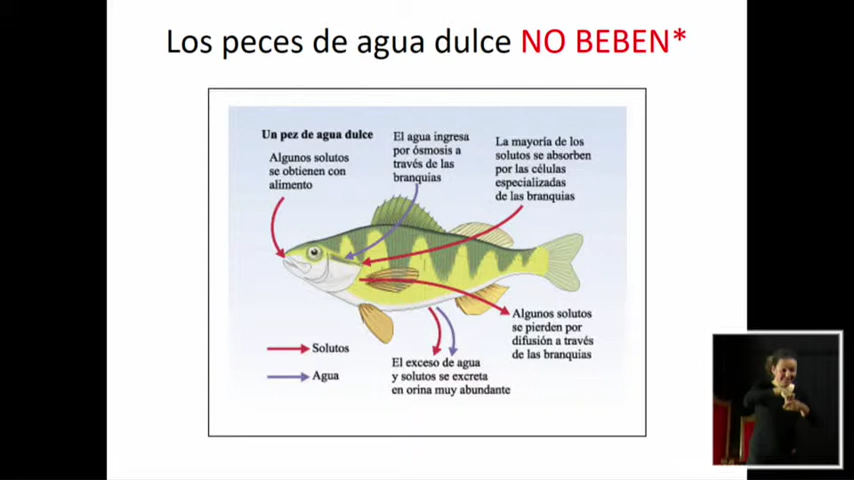 Los peces de agua dulce NO BEBEN*
Un pez de agua dulce
Algunos solutos
se obtienen con
alimento
El agua ingresa
por ósmosis a
través de las
branquias
La mayoría de los
solutos se absorben
por las células
especializadas
de las branquias
Algunos solutos
se pierden por
difusión a través
de las branquias
Solutos
Agua
El exceso de agua
y solutos se excreta
en orina muy abundante